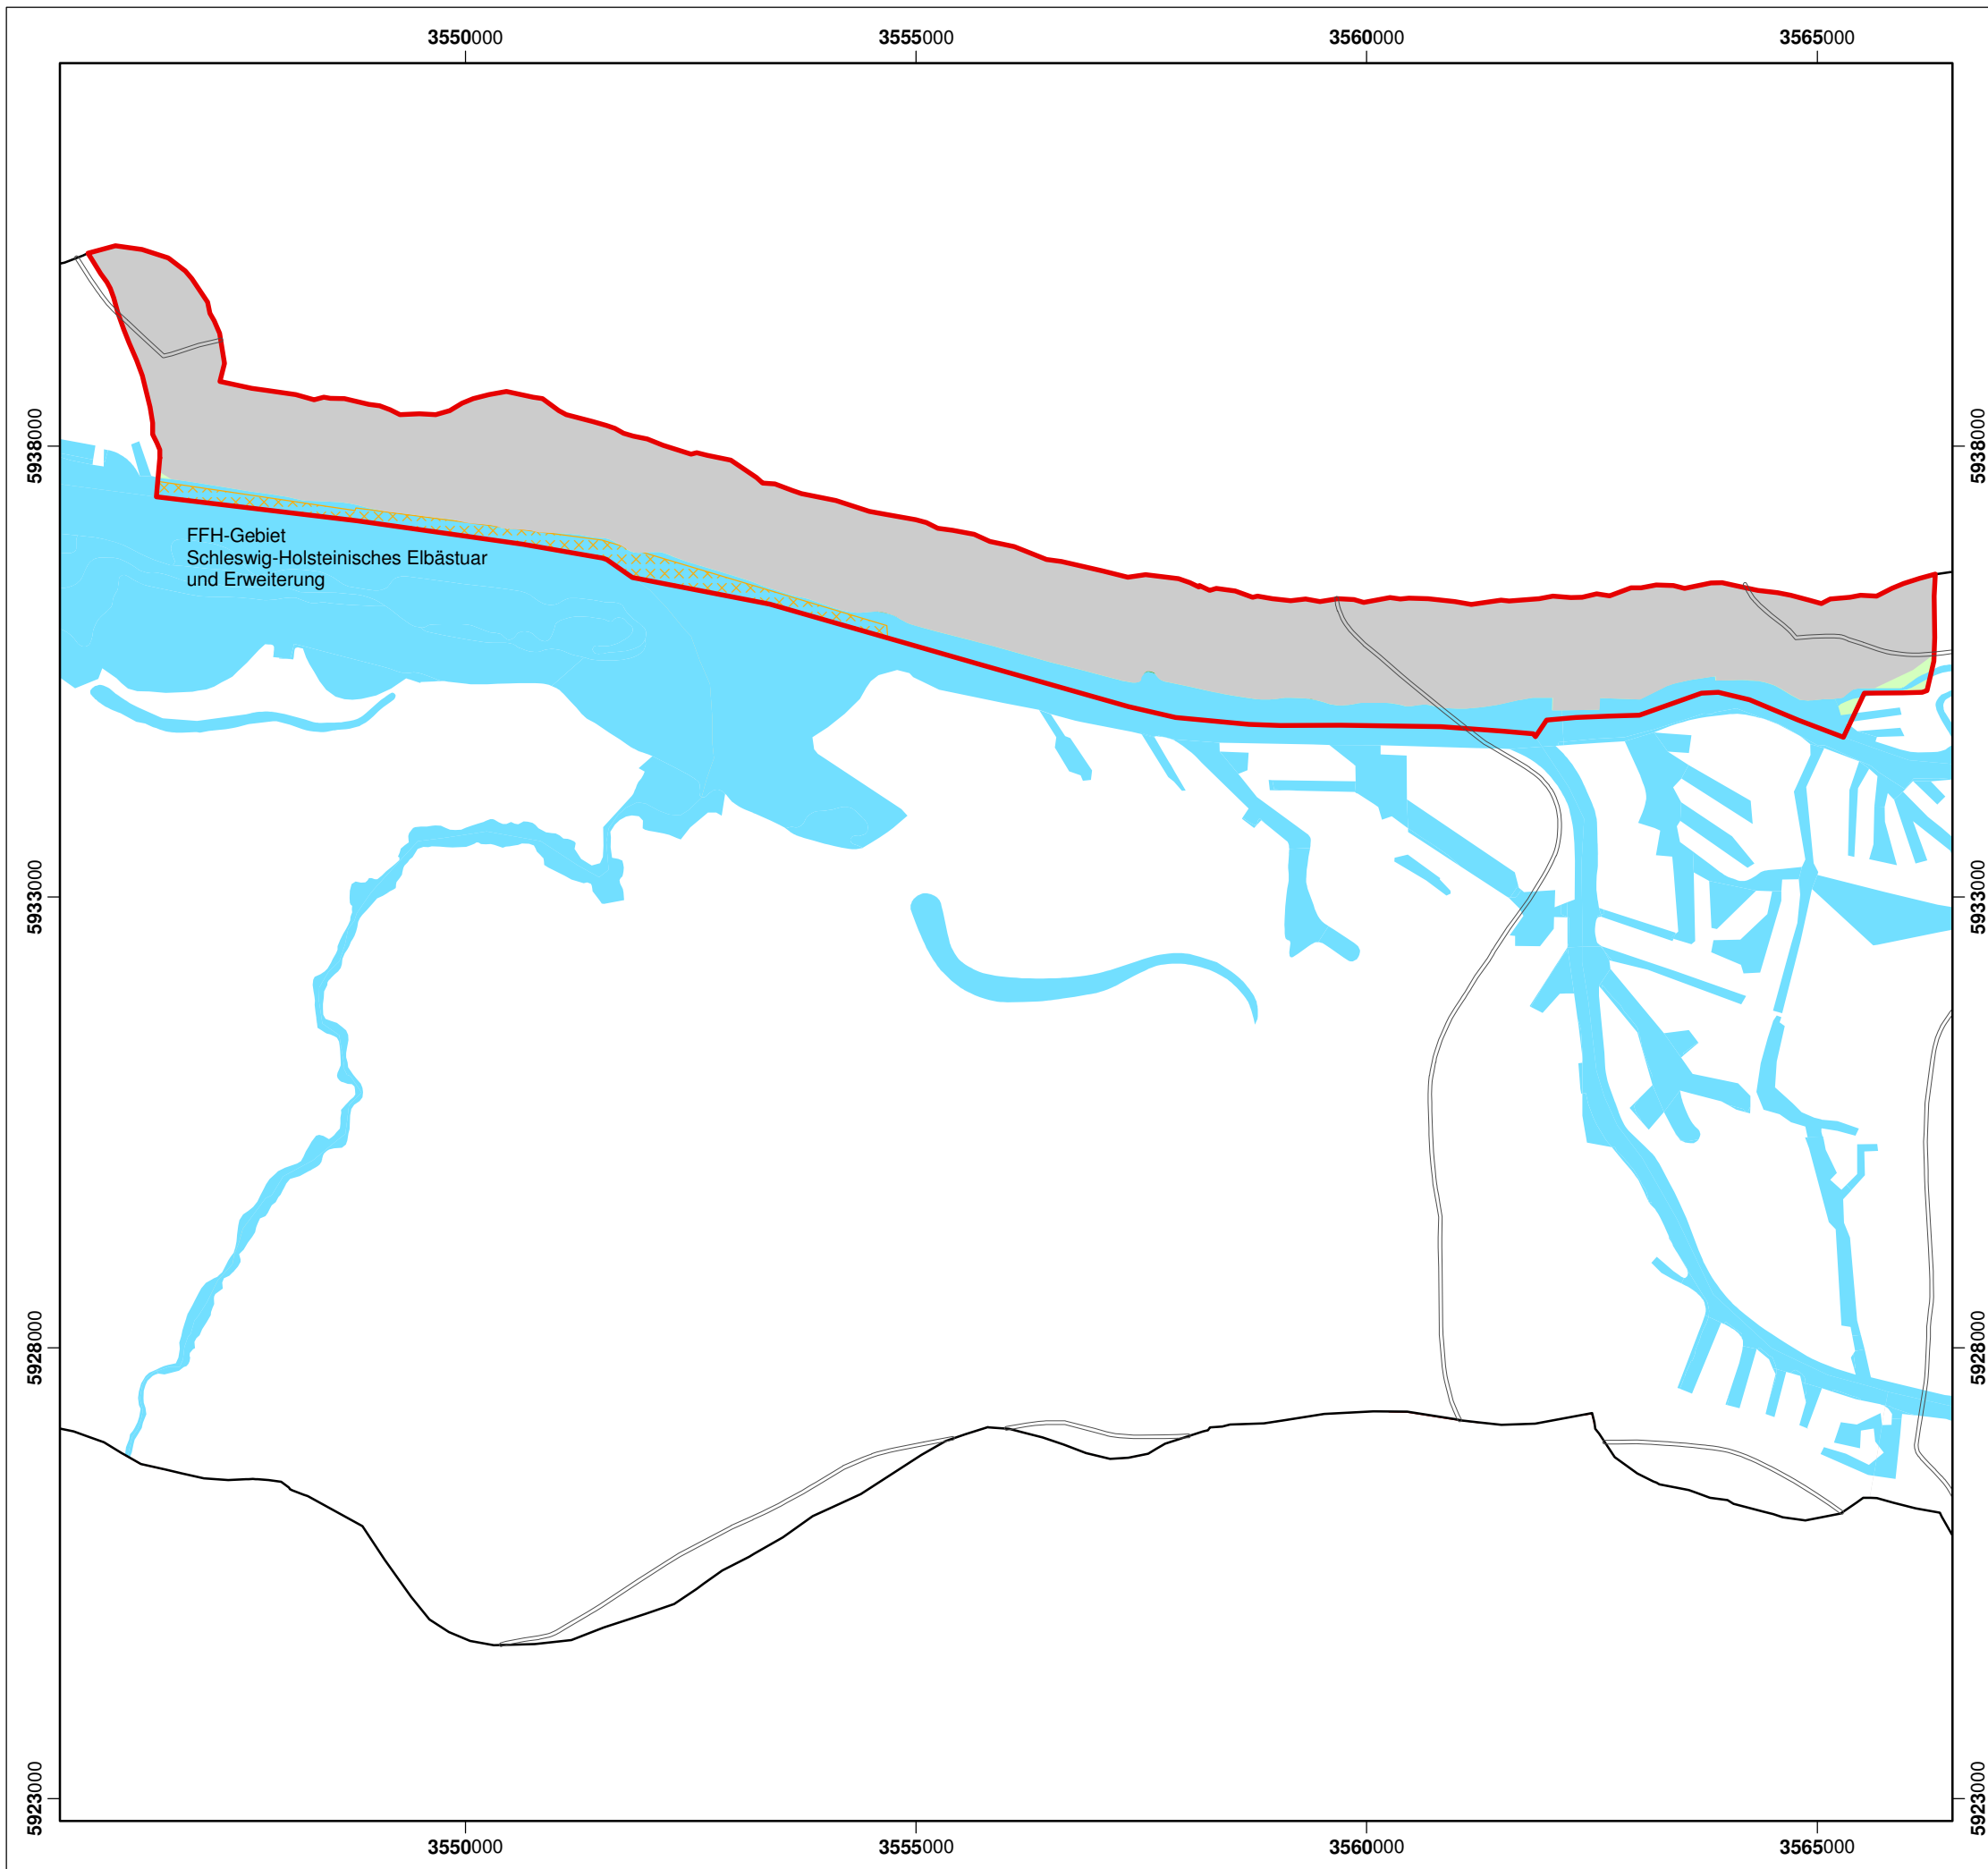 3550000 3555000 3560000 3565000
5938000 5938000
FFH-Gebiet
Schleswig-Holsteinisches Elbästuar
und Erweiterung
5933000 5933000
5928000 5928000
5923000 5923000
3550000 3555000 3560000 3565000